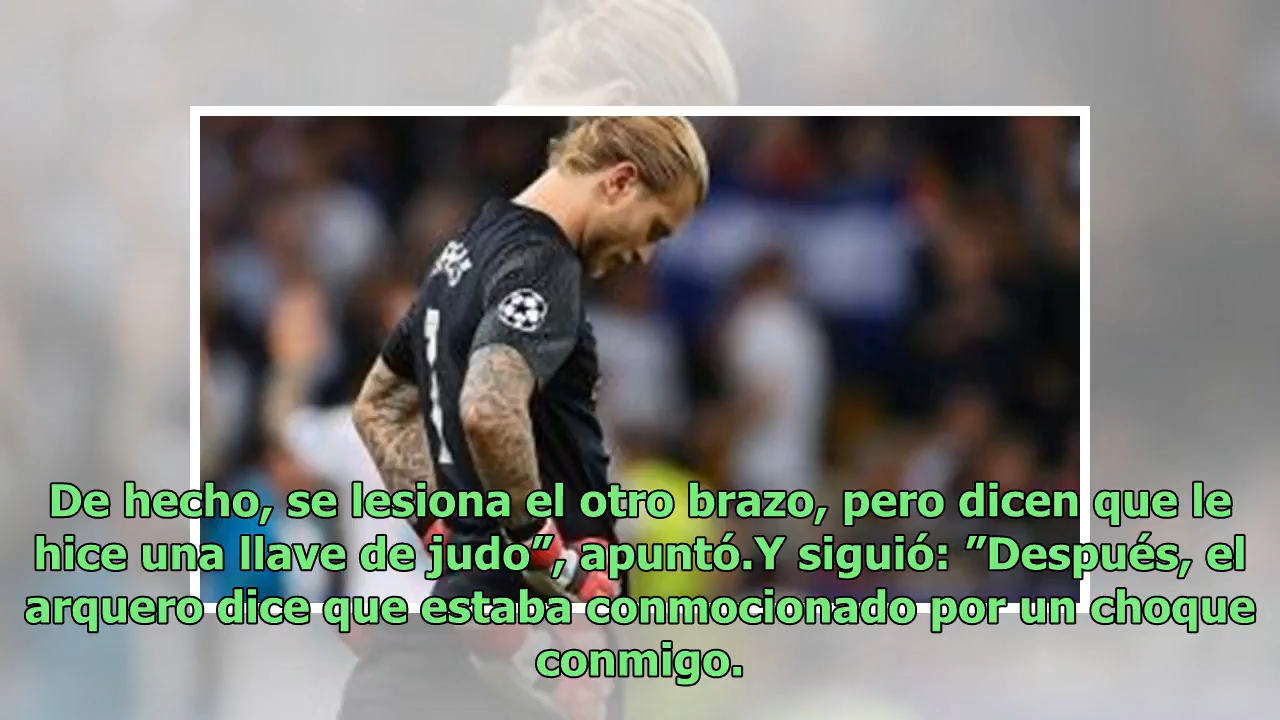 De hecho, se lesiona el otro brazo, pero dicen que le
hice una llave de judo”, apuntó.Y siguió: ”Después, el
arquero dice que estaba conmocionado por un choque
conmigo.
1